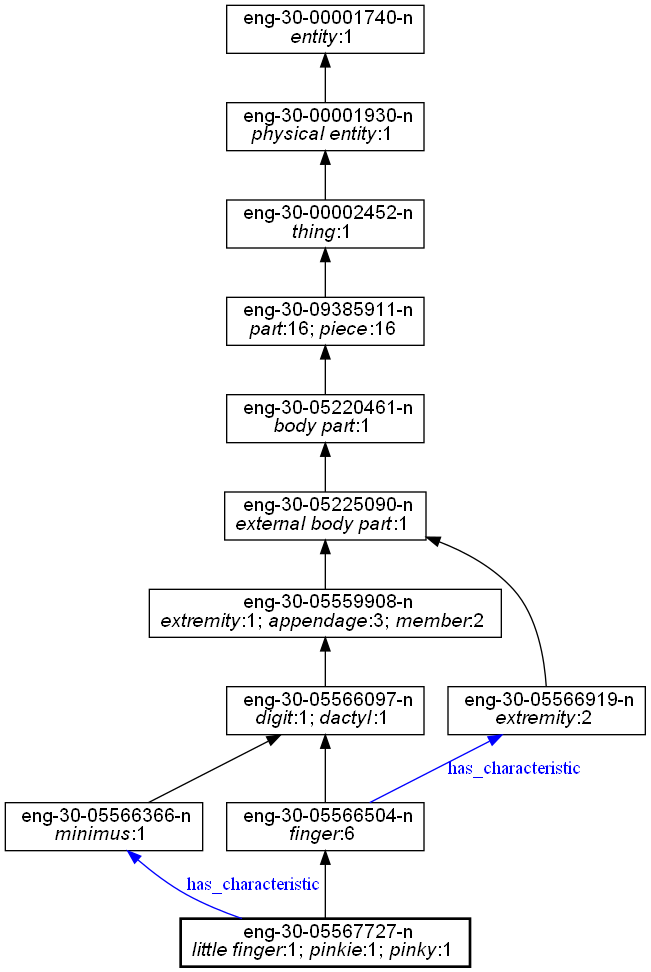 eng-30-00001740-n
entity:1
eng-30-00001930-n
physical entity:1
eng-30-00002452-n
thing:1
eng-30-09385911-n
part:16; piece:16
eng-30-05220461-n
body part:1
eng-30-05225090-n
external body part:1
eng-30-05559908-n
extremity:1; appendage:3; member:2
eng-30-05566097-n
digit:1; dactyl:1
eng-30-05566919-n
extremity:2
has_characteristic
eng-30-05566366-n
minimus:1
eng-30-05566504-n
finger:6
has_characteristic
eng-30-05567727-n
little finger:1; pinkie:1; pinky:1